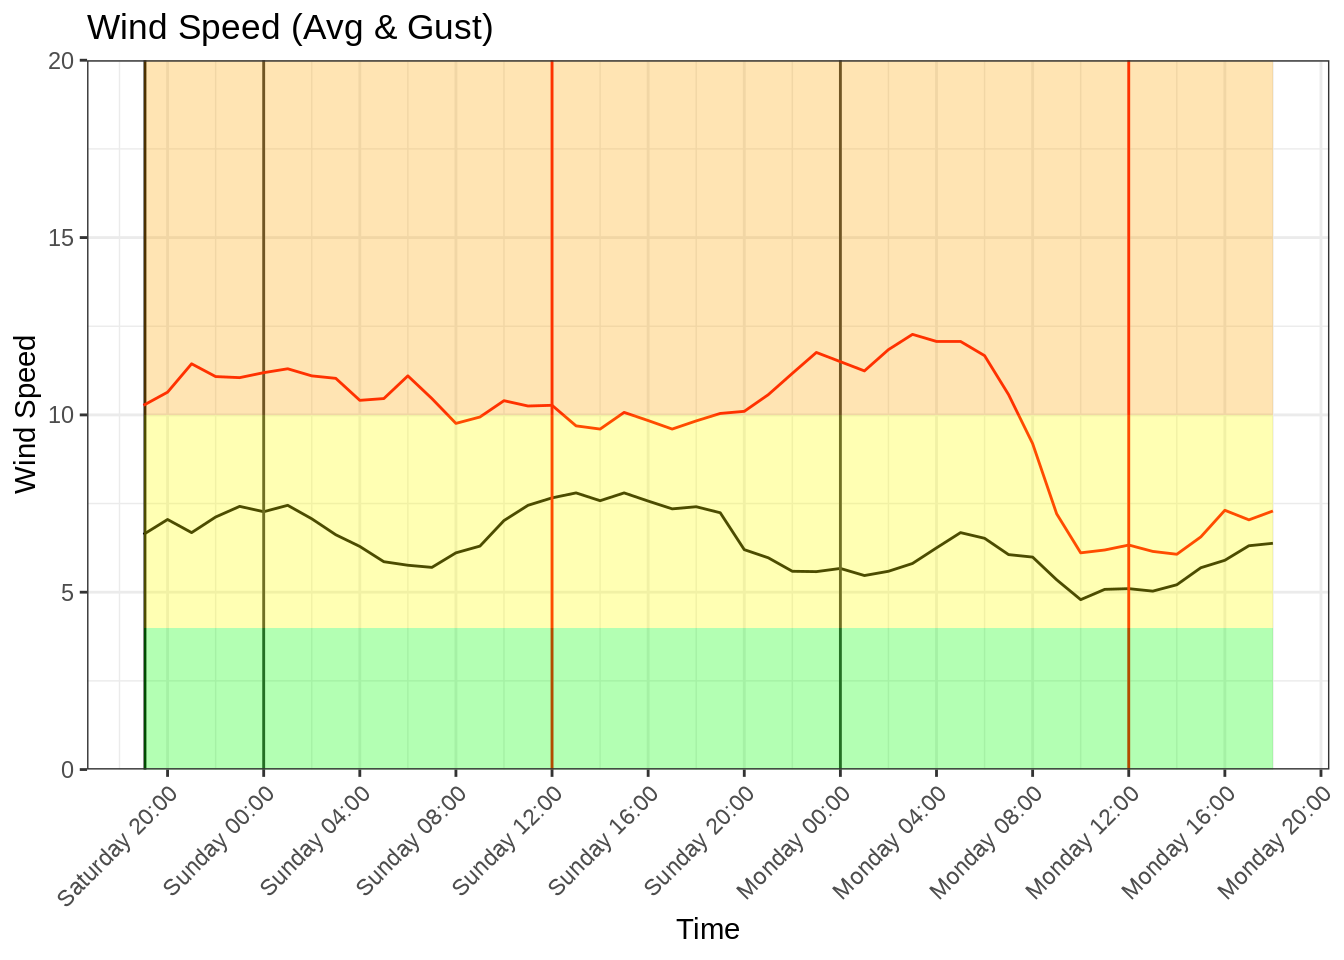 Wind Speed (Avg & Gust)
20
15
10
5
0
Wind Speed
Saturday 20:00
Sunday 00:00
Sunday 04:00
Sunday 08:00
Sunday 12:00
Sunday 16:00
Sunday 20:00
Monday 00:00
Monday 04:00
Monday 08:00
Monday 12:00
Monday 16:00
Monday 20:00
Time